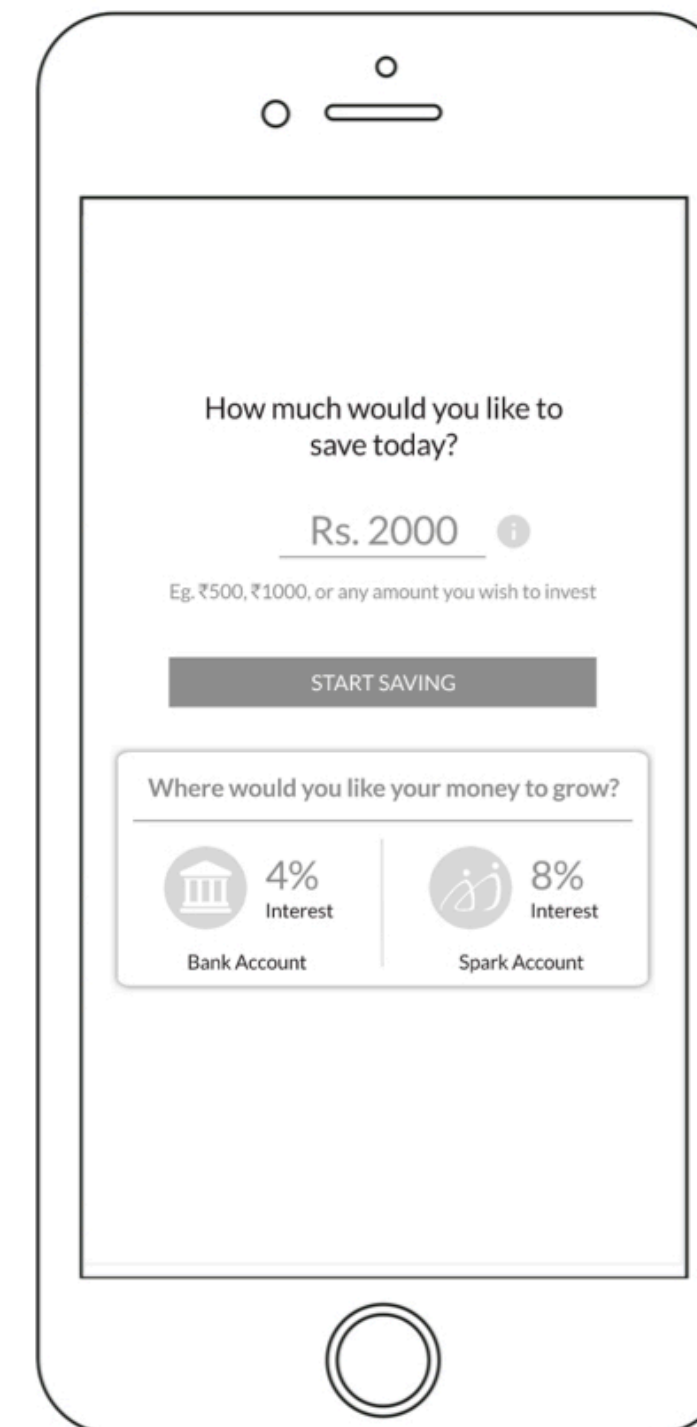 How much would you like to
save today?
Rs. 2000
i
Eg. ₹500, ₹1000, or any amount you wish to invest
START SAVING
Where would you like your money to grow?
4%
Interest
Bank Account
8%
Interest
Spark Account